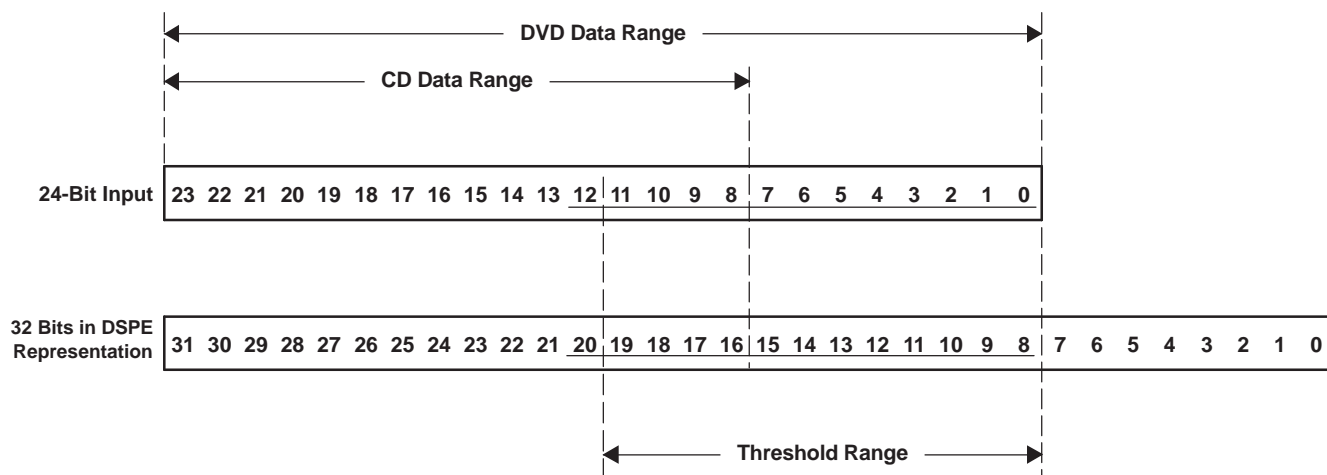 DVD Data Range
CD Data Range
24-Bit Input 23 22 21 20 19 18 17 16 15 14 13 12 11 10 9 8 7 6 5 4 3 2 1 0
32 Bits in DSPE
Representation 31 30 29 28 27 26 25 24 23 22 21 20 19 18 17 16 15 14 13 12 11 10 9 8 7 6 5 4 3 2 1 0
Threshold Range